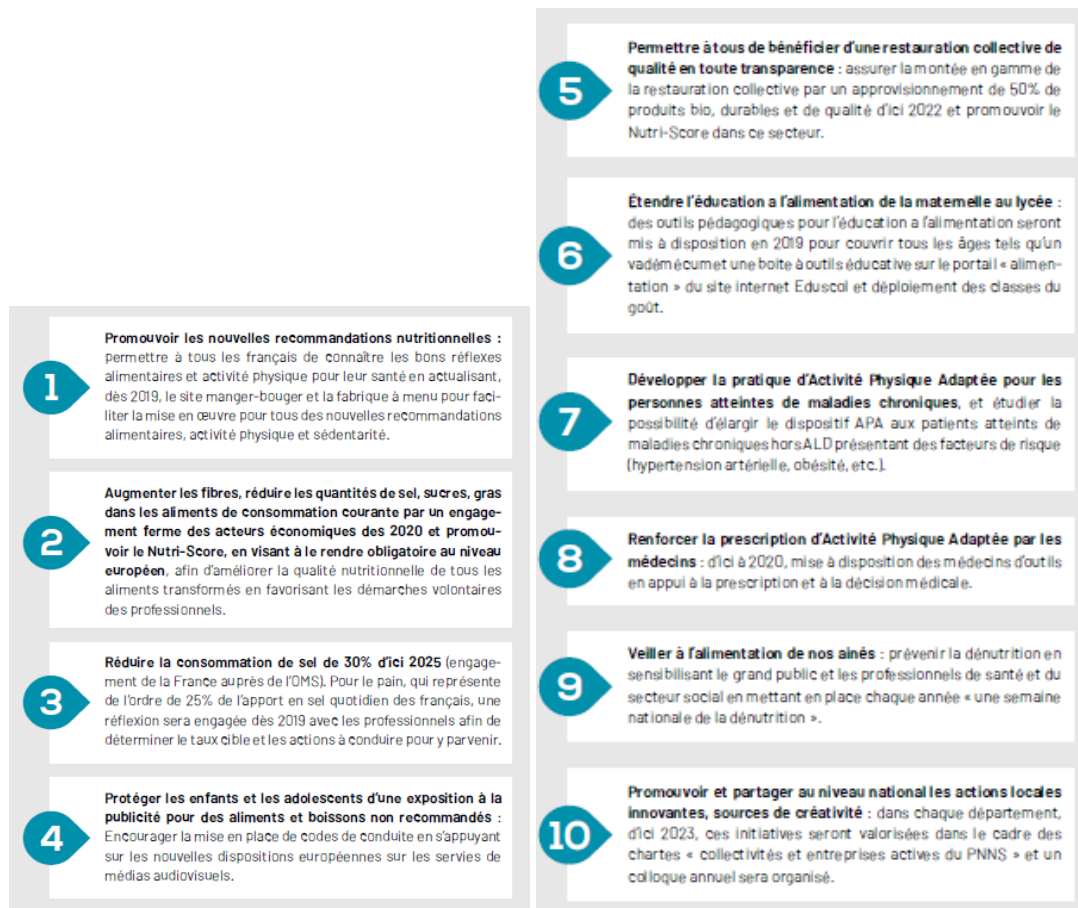 1
Promouvoir les nouvelles recommandations nutritionnelles :
permettre à tous les français de connaître les bons réflexes
alimentaires et activité physique pour leur santé en actualisant,
dès 2019, le site manger-bouger et la fabrique à menu pour faci-
liter la mise en œuvre pour tous des nouvelles recommandations
alimentaires, activité physique et sédentarité.
2
Augmenter les fibres, réduire les quantités de sel, sucres, gras
dans les aliments de consommation courante par un engage-
ment ferme des acteurs économiques des 2020 et promou-
voir le Nutri-Score, en visant à le rendre obligatoire au niveau
européen, afin d'améliorer la qualité nutritionnelle de tous les
aliments transformés en favorisant les démarches volontaires
des professionnels.
3
Réduire la consommation de sel de 30% d'ici 2025 (engage-
ment de la France auprès de l'OMS). Pour le pain, qui représente
de l'ordre de 25% de l'apport en sel quotidien des français, une
réflexion sera engagée dès 2019 avec les professionnels afin de
déterminer le taux cible et les actions à conduire pour y parvenir.
4
Protéger les enfants et les adolescents d'une exposition à la
publicité pour des aliments et boissons non recommandés :
Encourager la mise en place de codes de conduite en s'appuyant
sur les nouvelles dispositions européennes sur les servies de
médias audiovisuels.
5
Permettre à tous de bénéficier d'une restauration collective de
qualité en toute transparence : assurer la montée en gamme de
la restauration collective par un approvisionnement de 50% de
produits bio, durables et de qualité d'ici 2022 et promouvoir le
Nutri-Score dans ce secteur.
6
Étendre l'éducation a l'alimentation de la maternelle au lycée :
des outils pédagogiques pour l'éducation a l'alimentation seront
mis à disposition en 2019 pour couvrir tous les âges tels qu'un
vadémécum et une boite à outils éducative sur le portail « alimen-
tation » du site internet Eduscol et déploiement des classes du
goût.
7
Développer la pratique d'Activité Physique Adaptée pour les
personnes atteintes de maladies chroniques, et étudier la
possibilité d'élargir le dispositif APA aux patients atteints de
maladies chroniques hors ALD présentant des facteurs de risque
(hypertension artérielle, obésité, etc.).
8
Renforcer la prescription d'Activité Physique Adaptée par les
médecins : d'ici à 2020, mise à disposition des médecins d'outils
en appui à la prescription et à la décision médicale.
9
Veiller à l'alimentation de nos ainés : prévenir la dénutrition en
sensibilisant le grand public et les professionnels de santé et du
secteur social en mettant en place chaque année « une semaine
nationale de la dénutrition ».
10
Promouvoir et partager au niveau national les actions locales
innovantes, sources de créativité : dans chaque département,
d'ici 2023, ces initiatives seront valorisées dans le cadre des
chartes « collectivités et entreprises actives du PNNS » et un
colloque annuel sera organisé.